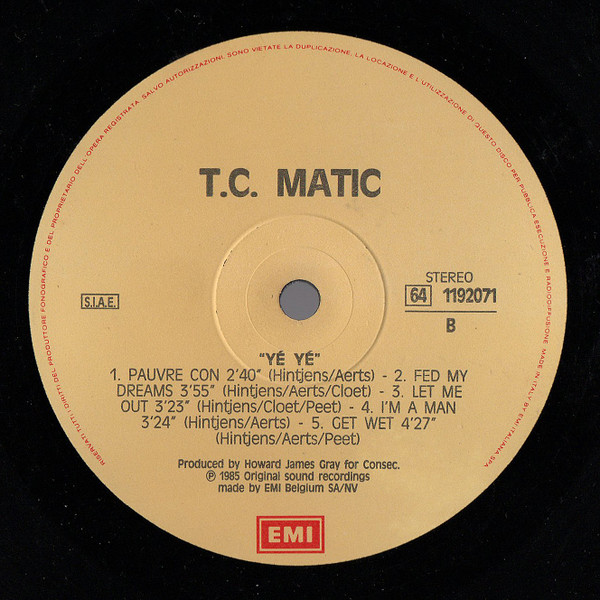 RISERVATI TUTTI I DIRITTI DEL PRODUTTORE FONOGRAFICO E DEL PROPRIETARIO DELL'OPERA REGISTRATA. SALVO AUTORIZZAZIONI, SONO VIETATE LA DUPLICAZIONE, LA LOCAZIONE E L'UTILIZZAZIONE DI QUESTO DISCO PER PUBBLICA ESECUZIONE E RADIODIFFUSIONE. MADE IN ITALY BY EMI ITALIANA SPA
T.C. MATIC
STEREO
S.I.A.E.
64 1192071
B
"YÉ YÉ"
1. PAUVRE CON 2'40" (Hintjens/Aerts) - 2. FED MY
DREAMS 3'55" (Hintjens/Aerts/Cloet) - 3. LET ME
OUT 3'23" (Hintjens/Cloet/Peet) - 4. I'M A MAN
3'24" (Hintjens/Aerts) - 5. GET WET 4'27"
(Hintjens/Aerts/Peet)
Produced by Howard James Gray for Consec.
℗ 1985 Original sound recordings
made by EMI Belgium SA/NV
EMI